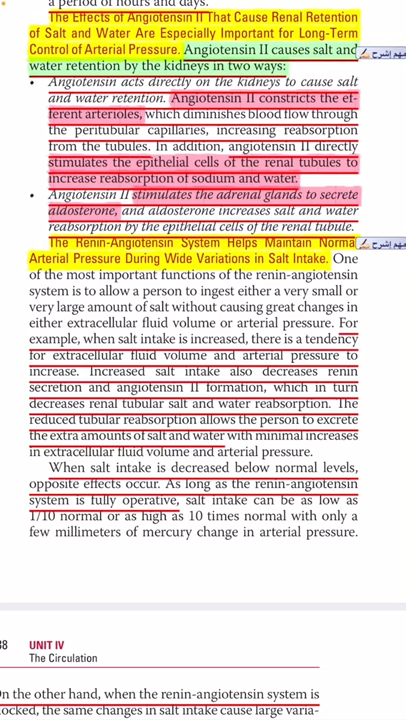 a period of hours and days.
The Effects of Angiotensin II That Cause Renal Retention
of Salt and Water Are Especially Important for Long-Term
Control of Arterial Pressure. Angiotensin II causes salt and
water retention by the kidneys in two ways:
• Angiotensin acts directly on the kidneys to cause salt
and water retention. Angiotensin II constricts the ef-
ferent arterioles, which diminishes blood flow through
the peritubular capillaries, increasing reabsorption
from the tubules. In addition, angiotensin II directly
stimulates the epithelial cells of the renal tubules to
increase reabsorption of sodium and water.
• Angiotensin II stimulates the adrenal glands to secrete
aldosterone, and aldosterone increases salt and water
reabsorption by the epithelial cells of the renal tubule.
The Renin-Angiotensin System Helps Maintain Norma
Arterial Pressure During Wide Variations in Salt Intake. One
of the most important functions of the renin-angiotensin
system is to allow a person to ingest either a very small or
very large amount of salt without causing great changes in
either extracellular fluid volume or arterial pressure. For
example, when salt intake is increased, there is a tendency
for extracellular fluid volume and arterial pressure to
increase. Increased salt intake also decreases renin
secretion and angiotensin II formation, which in turn
decreases renal tubular salt and water reabsorption. The
reduced tubular reabsorption allows the person to excrete
the extra amounts of salt and water with minimal increases
in extracellular fluid volume and arterial pressure.
When salt intake is decreased below normal levels,
opposite effects occur. As long as the renin-angiotensin
system is fully operative, salt intake can be as low as
1/10 normal or as high as 10 times normal with only a
few millimeters of mercury change in arterial pressure.
38 UNIT IV
The Circulation
On the other hand, when the renin-angiotensin system is
locked, the same changes in salt intake cause large varia-